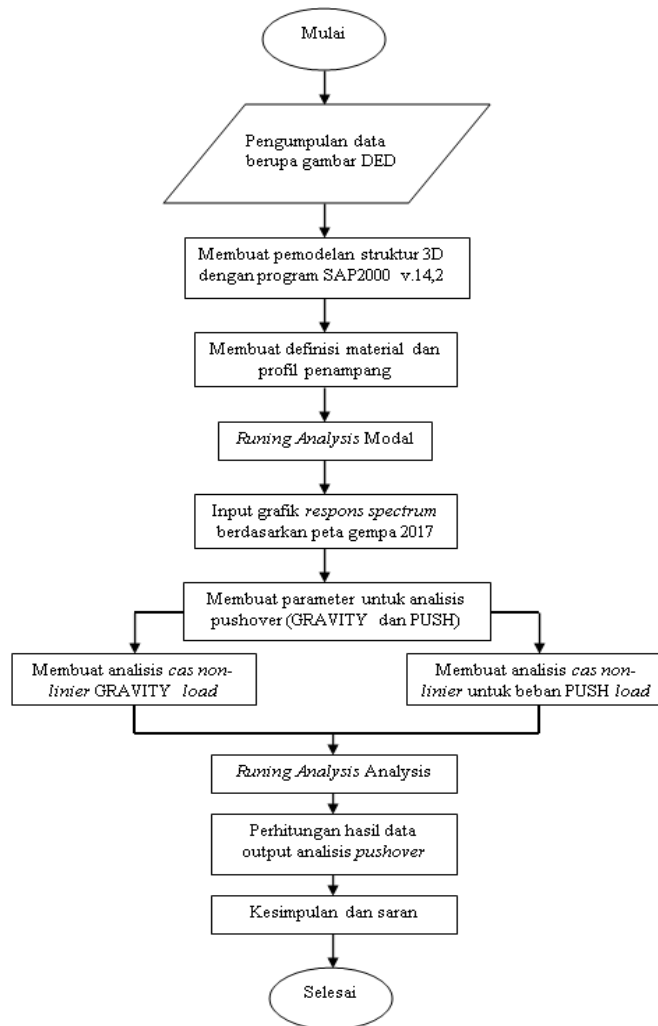 Mulai
Pengumpulan data
berupa gambar DED
Membuat pemodelan struktur 3D
dengan program SAP2000 v.14,2
Membuat definisi material dan
profil penampang
Runing Analysis Modal
Input grafik respons spectrum
berdasarkan peta gempa 2017
Membuat parameter untuk analisis
pushover (GRAVITY dan PUSH)
Membuat analisis cas non-
linier GRAVITY load
Membuat analisis cas non-
linier untuk beban PUSH load
Runing Analysis Analysis
Perhitungan hasil data
output analisis pushover
Kesimpulan dan saran
Selesai